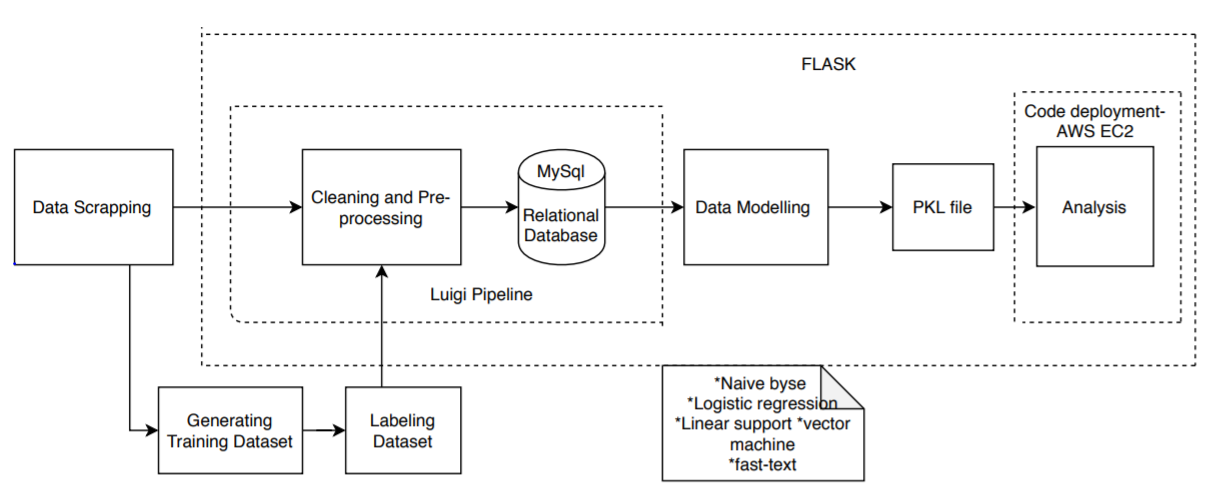 FLASK
Code deployment-
AWS EC2
Data Scrapping
Cleaning and Pre-
processing
MySql
Relational
Database
Data Modelling
PKL file
Analysis
Luigi Pipeline
Generating
Training Dataset
Labeling
Dataset
*Naive byse
*Logistic regression
*Linear support *vector
machine
*fast-text